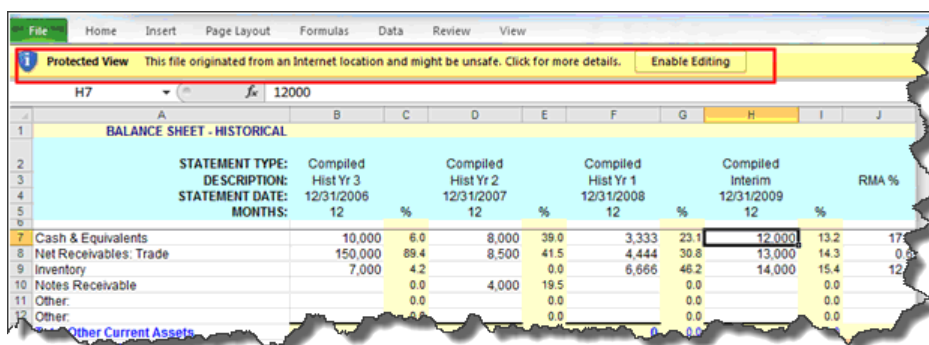 File Home Insert Page Layout Formulas Data Review View
Protected View This file originated from an Internet location and might be unsafe. Click for more details. Enable Editing
H7 fx 12000
A B C D E F G H I J
1 BALANCE SHEET - HISTORICAL
2 STATEMENT TYPE: Compiled Compiled Compiled Compiled
3 DESCRIPTION: Hist Yr 3 Hist Yr 2 Hist Yr 1 Interim RMA %
4 STATEMENT DATE: 12/31/2006 12/31/2007 12/31/2008 12/31/2009
5 MONTHS: 12 % 12 % 12 % 12 %
6
7 Cash & Equivalents 10,000 6.0 8,000 39.0 3,333 23.1 12,000 13.2
8 Net Receivables: Trade 150,000 89.4 8,500 41.5 4,444 30.8 13,000 14.3
9 Inventory 7,000 4.2 0.0 6,666 46.2 14,000 15.4
10 Notes Receivable 0.0 4,000 19.5 0.0 0.0
11 Other: 0.0 0.0 0.0 0.0
12 Other: 0.0 0.0 0.0 0.0
Other Current Assets